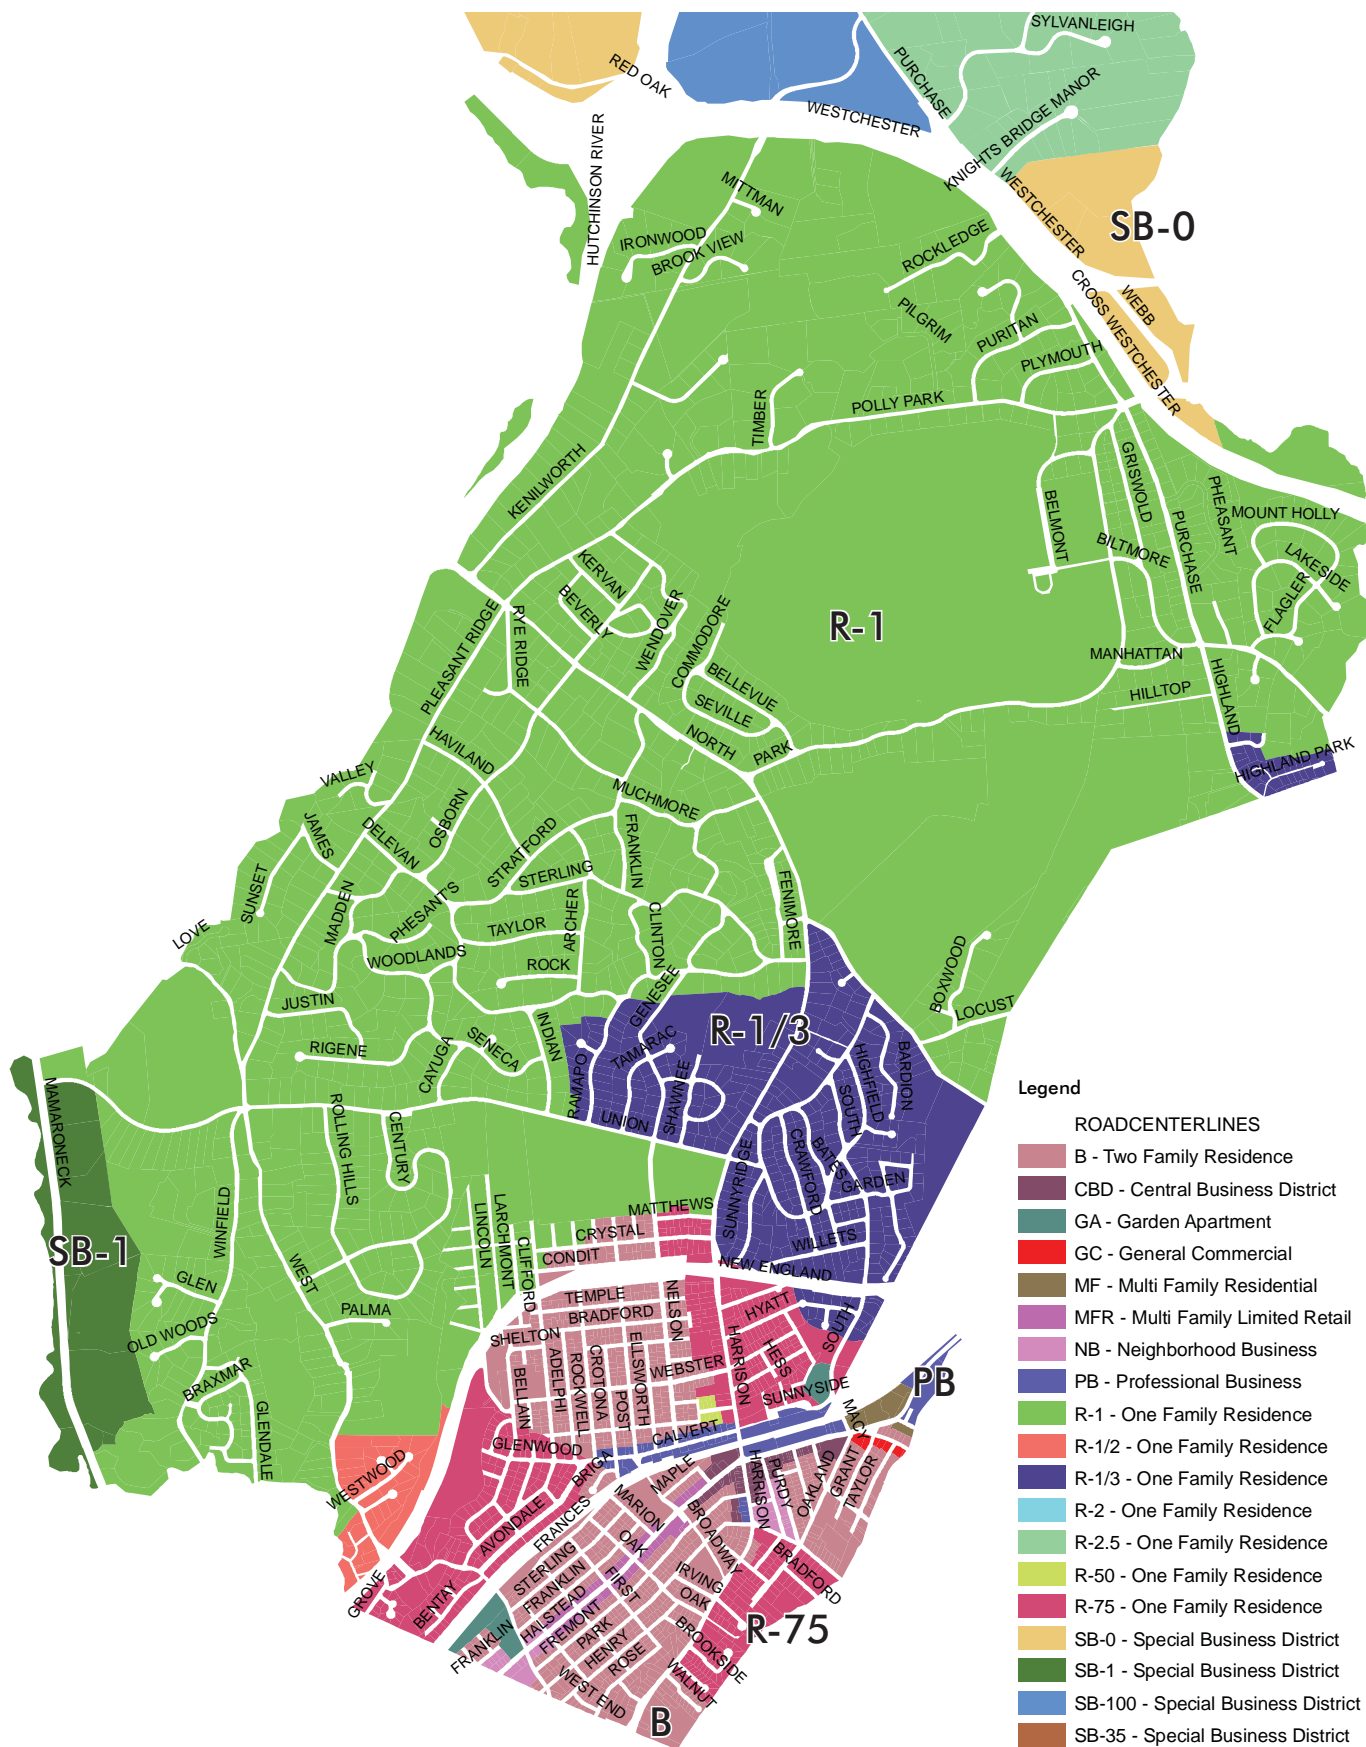 SYLVANLEIGH
PURCHASE
RED OAK
WESTCHESTER
KNIGHTS BRIDGE MANOR
HUTCHINSON RIVER
WESTCHESTER
MITTMAN
SB-0
IRONWOOD
BROOK VIEW
ROCKLEDGE
CROSS WESTCHESTER
WEBB
PILGRIM
PURITAN
PLYMOUTH
TIMBER
POLLY PARK
KENILWORTH
GRISWOLD
BELMONT
PHEASANT
MOUNT HOLLY
BILTMORE
PURCHASE
LAKESIDE
FLAGLER
KERVAN
BEVERLY
WENDOVER
COMMODORE
R-1
PLEASANT RIDGE
RYE RIDGE
MANHATTAN
BELLEVUE
HIGHLAND
HILLTOP
SEVILLE
NORTH
PARK
HAVILAND
HIGHLAND PARK
VALLEY
MUCHMORE
JAMES
DELEVAN
OSBORN
STRATFORD
FRANKLIN
STERLING
SUNSET
MADDEN
PHESANT'S
ARCHER
FENIMORE
CLINTON
TAYLOR
LOVE
WOODLANDS
ROCK
BOXWOOD
GENESEE
JUSTIN
LOCUST
INDIAN
R-1/3
RIGENE
SENECA
TAMARAC
CAYUGA
HIGHFIELD
BARDION
RAMAPO
SHAWNEE
SOUTH
MAMARONECK
ROLLING HILLS
CENTURY
UNION
SUNNYRIDGE
CRAWFORD
BATES
GARDEN
WINFIELD
LINCOLN
LARCHMONT
MATTHEWS
CRYSTAL
CLIFFORD
CONDIT
WILLETS
SB-1
NEW ENGLAND
GLEN
WEST
TEMPLE
BRADFORD
NELSON
HYATT
PALMA
SHELTON
SOUTH
OLD WOODS
HARRISON
HESS
BELLAIN
ADELPHI
ROCKWELL
CROTONA
ELLSWORTH
POST
WEBSTER
SUNNYSIDE
PB
BRAXMAR
GLENDALE
MACY
CALVERT
GLENWOOD
BRIGA
WESTWOOD
MAPLE
HARRISON
PURDY
OAKLAND
GRANT
TAYLOR
MARION
BROADWAY
AVONDALE
FRANCES
OAK
STERLING
FRANKLIN
HALSTEAD
FREMONT
FIRST
IRVING
OAK
BRADFORD
GROVE
BENTAY
PARK
HENRY
ROSE
BROOKSIDE
R-75
FRANKLIN
WEST END
WALNUT
B
Legend
ROADCENTERLINES
B - Two Family Residence
CBD - Central Business District
GA - Garden Apartment
GC - General Commercial
MF - Multi Family Residential
MFR - Multi Family Limited Retail
NB - Neighborhood Business
PB - Professional Business
R-1 - One Family Residence
R-1/2 - One Family Residence
R-1/3 - One Family Residence
R-2 - One Family Residence
R-2.5 - One Family Residence
R-50 - One Family Residence
R-75 - One Family Residence
SB-0 - Special Business District
SB-1 - Special Business District
SB-100 - Special Business District
SB-35 - Special Business District